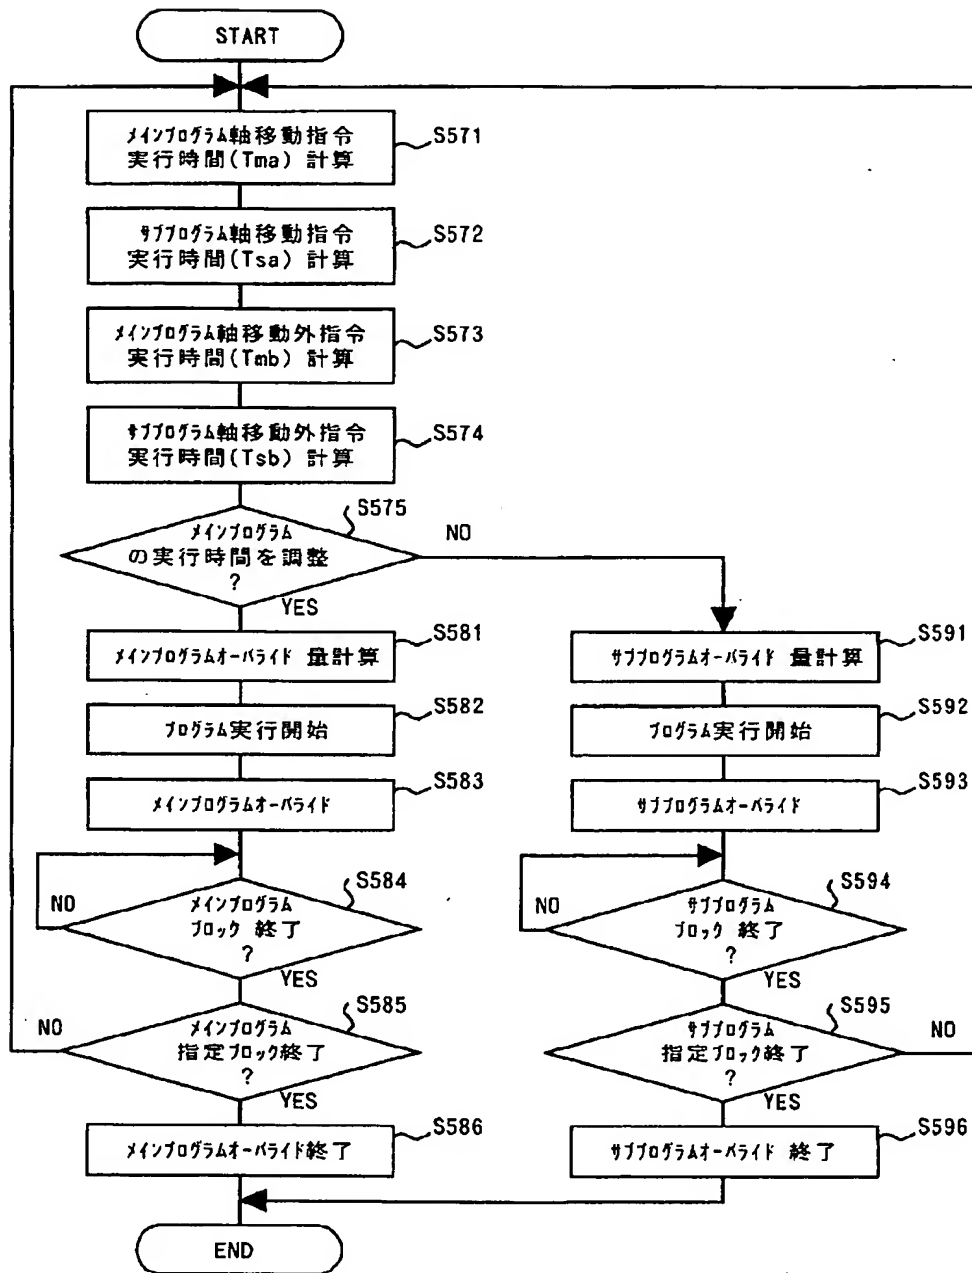 START
ﾒｲﾝﾌﾟﾛｸﾞﾗﾑ軸移動指令
実行時間(Tma) 計算
S571
ｻﾌﾞﾌﾟﾛｸﾞﾗﾑ軸移動指令
実行時間(Tsa) 計算
S572
ﾒｲﾝﾌﾟﾛｸﾞﾗﾑ軸移動外指令
実行時間(Tmb) 計算
S573
ｻﾌﾞﾌﾟﾛｸﾞﾗﾑ軸移動外指令
実行時間(Tsb) 計算
S574
S575
ﾒｲﾝﾌﾟﾛｸﾞﾗﾑ
の実行時間を調整
?
NO
YES
ﾒｲﾝﾌﾟﾛｸﾞﾗﾑｵｰﾊﾞﾗｲﾄﾞ 量計算
S581
ﾌﾟﾛｸﾞﾗﾑ実行開始
S582
ﾒｲﾝﾌﾟﾛｸﾞﾗﾑｵｰﾊﾞﾗｲﾄﾞ
S583
S584
ﾒｲﾝﾌﾟﾛｸﾞﾗﾑ
ﾌﾞﾛｯｸ 終了
?
NO
YES
S585
ﾒｲﾝﾌﾟﾛｸﾞﾗﾑ
指定ﾌﾞﾛｯｸ終了
?
NO
YES
ﾒｲﾝﾌﾟﾛｸﾞﾗﾑｵｰﾊﾞﾗｲﾄﾞ終了
S586
ｻﾌﾞﾌﾟﾛｸﾞﾗﾑｵｰﾊﾞﾗｲﾄﾞ 量計算
S591
ﾌﾟﾛｸﾞﾗﾑ実行開始
S592
ｻﾌﾞﾌﾟﾛｸﾞﾗﾑｵｰﾊﾞﾗｲﾄﾞ
S593
S594
ｻﾌﾞﾌﾟﾛｸﾞﾗﾑ
ﾌﾞﾛｯｸ 終了
?
NO
YES
S595
ｻﾌﾞﾌﾟﾛｸﾞﾗﾑ
指定ﾌﾞﾛｯｸ終了
?
NO
YES
ｻﾌﾞﾌﾟﾛｸﾞﾗﾑｵｰﾊﾞﾗｲﾄﾞ 終了
S596
END